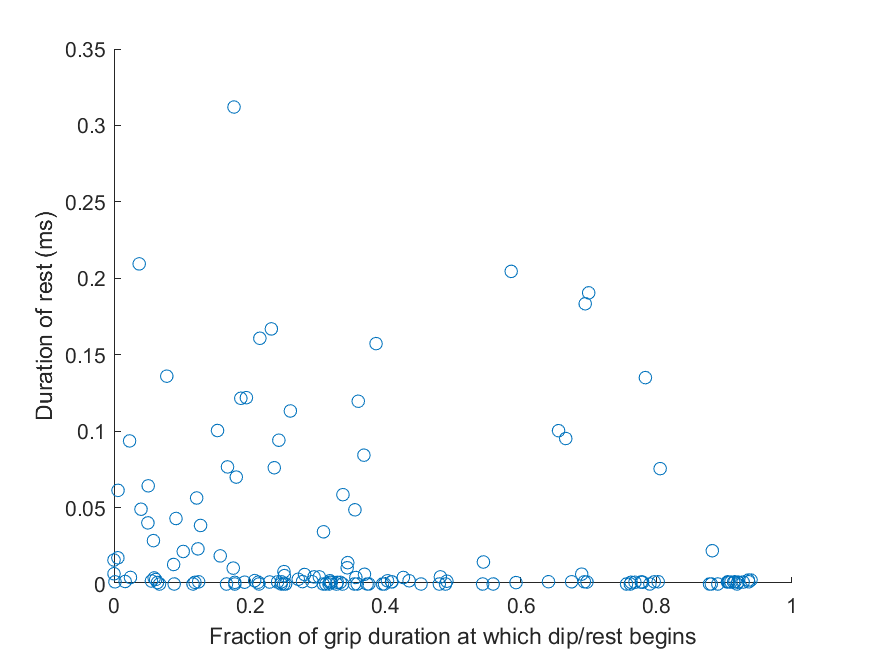 0.35
0.3
0.25
0.2
0.15
0.1
0.05
0
Duration of rest (ms)
0 0.2 0.4 0.6 0.8 1
Fraction of grip duration at which dip/rest begins